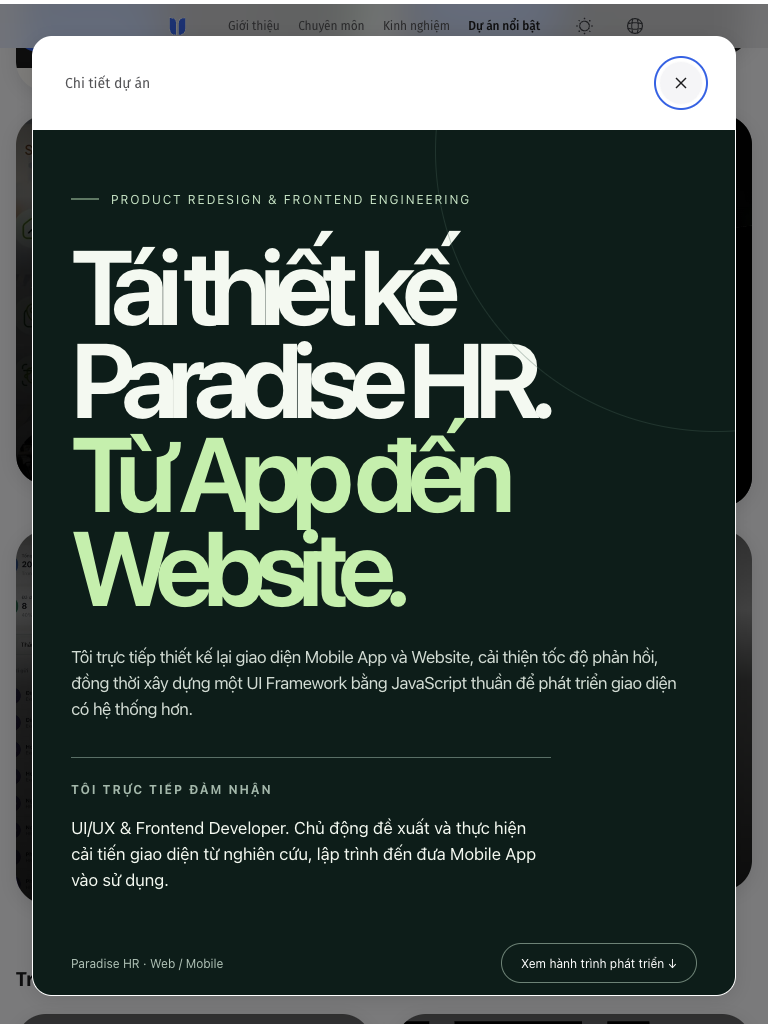 Giới thiệu Chuyên môn Kinh nghiệm Dự án nổi bật
Chi tiết dự án
PRODUCT REDESIGN & FRONTEND ENGINEERING
Tái thiết kế
Paradise HR.
Từ App đến
Website.
Tôi trực tiếp thiết kế lại giao diện Mobile App và Website, cải thiện tốc độ phản hồi,
đồng thời xây dựng một UI Framework bằng JavaScript thuần để phát triển giao diện
có hệ thống hơn.
TÔI TRỰC TIẾP ĐẢM NHẬN
UI/UX & Frontend Developer. Chủ động đề xuất và thực hiện
cải tiến giao diện từ nghiên cứu, lập trình đến đưa Mobile App
vào sử dụng.
Paradise HR · Web / Mobile
Xem hành trình phát triển ↓